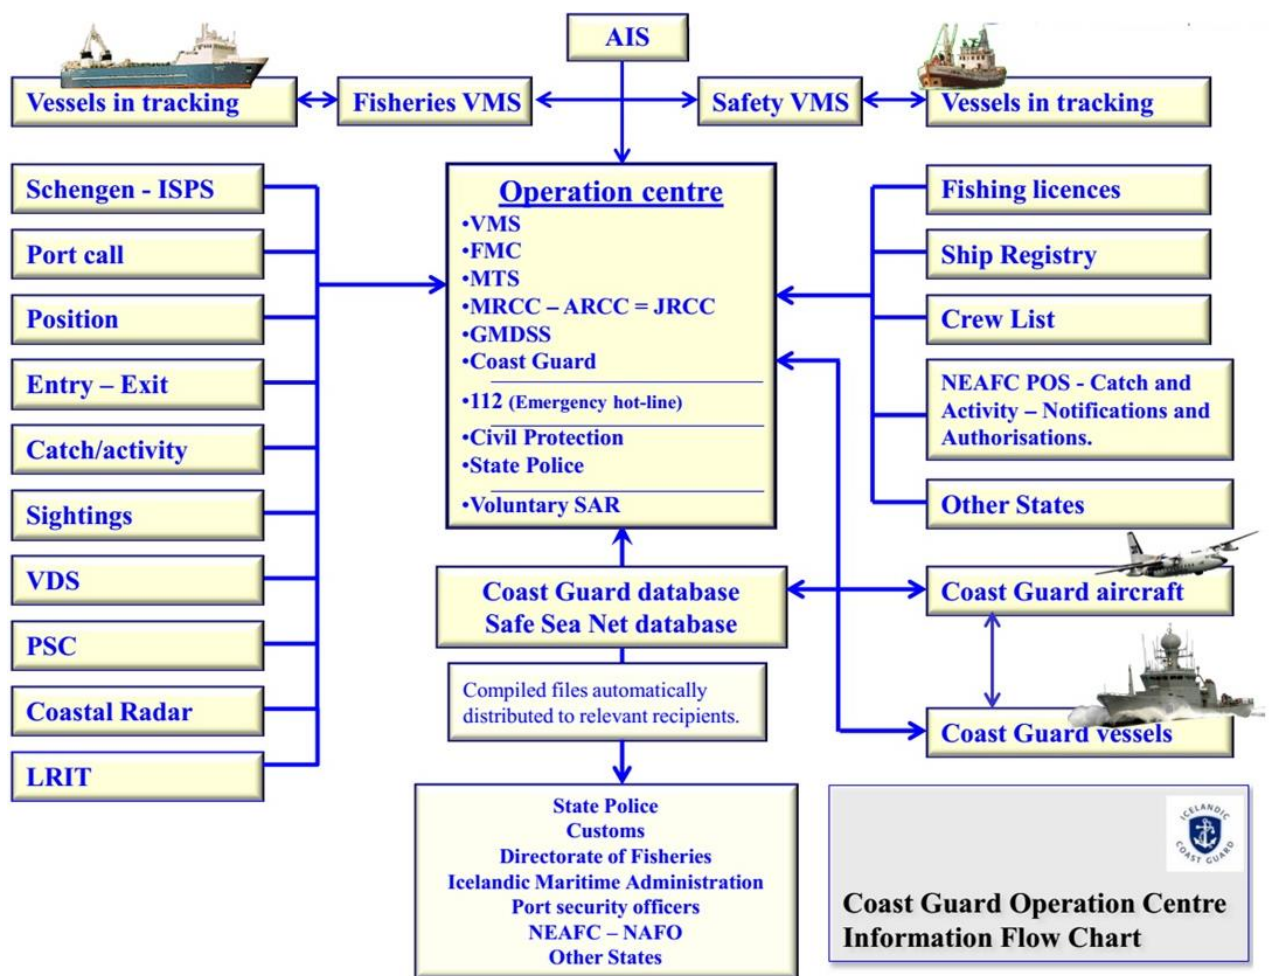 AIS
Vessels in tracking
Fisheries VMS
Safety VMS
Vessels in tracking
Schengen - ISPS
Port call
Position
Entry – Exit
Catch/activity
Sightings
VDS
PSC
Coastal Radar
LRIT
Operation centre
•VMS
•FMC
•MTS
•MRCC – ARCC = JRCC
•GMDSS
•Coast Guard
•112 (Emergency hot-line)
•Civil Protection
•State Police
•Voluntary SAR
Fishing licences
Ship Registry
Crew List
NEAFC POS - Catch and
Activity – Notifications and
Authorisations.
Other States
Coast Guard database
Safe Sea Net database
Coast Guard aircraft
Compiled files automatically
distributed to relevant recipients.
Coast Guard vessels
State Police
Customs
Directorate of Fisheries
Icelandic Maritime Administration
Port security officers
NEAFC – NAFO
Other States
ICELANDIC
COAST GUARD
Coast Guard Operation Centre
Information Flow Chart